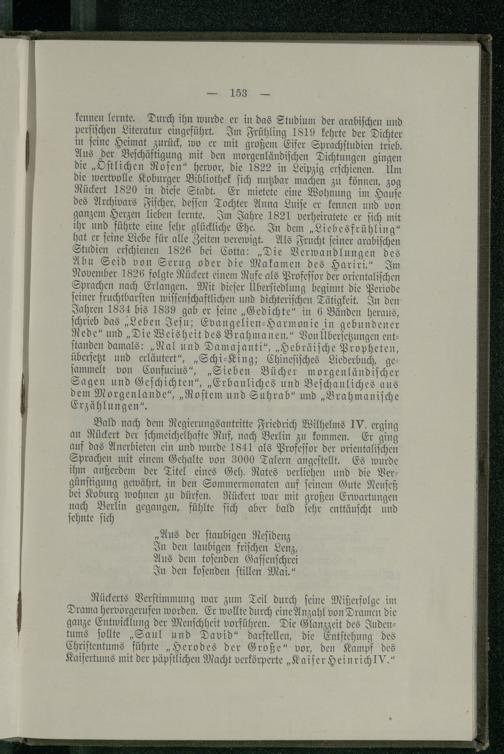 — 153 —
kennen lernte. Durch ihn wurde er in das Studium der arabischen und
persischen Literatur eingeführt. Im Frühling 1819 kehrte der Dichter
in seine Heimat zurück, wo er mit großem Eifer Sprachstudien trieb.
Aus der Beschäftigung mit den morgenländischen Dichtungen gingen
die „Östlichen Rosen“ hervor, die 1822 in Leipzig erschienen. Um
die wertvolle Koburger Bibliothek sich nutzbar machen zu können, zog
Rückert 1820 in diese Stadt. Er mietete eine Wohnung im Hause
des Archivars Fischer, dessen Tochter Anna Luise er kennen und von
ganzem Herzen lieben lernte. Im Jahre 1821 verheiratete er sich mit
ihr und führte eine sehr glückliche Ehe. In dem „Liebesfrühling“
hat er seine Liebe für alle Zeiten verewigt. Als Frucht seiner arabischen
Studien erschienen 1826 bei Cotta: „Die Verwandlungen des
Abu Seid von Serug oder die Makamen des Hariri.“ Im
November 1826 folgte Rückert einem Rufe als Professor der orientalischen
Sprachen nach Erlangen. Mit dieser Übersiedlung beginnt die Periode
seiner fruchtbarsten wissenschaftlichen und dichterischen Tätigkeit. In den
Jahren 1834 bis 1839 gab er seine „Gedichte“ in 6 Bänden heraus,
schrieb das „Leben Jesu; Evangelien=Harmonie in gebundener
Rede“ und „Die Weisheit des Brahmanen.“ Von Übersetzungen ent=
standen damals: „Nal und Damajanti“, „Hebräische Propheten,
übersetzt und erläutert“, „Schi=King; Chinesisches Liederbuch, ge=
sammelt von Confucius“, „Sieben Bücher morgenländischer
Sagen und Geschichten“, „Erbauliches und Beschauliches aus
dem Morgenlande“, „Rostem und Suhrab“ und „Brahmanische
Erzählungen“.
Bald nach dem Regierungsantritte Friedrich Wilhelms IV. erging
an Rückert der schmeichelhafte Ruf, nach Berlin zu kommen. Er ging
auf das Anerbieten ein und wurde 1841 als Professor der orientalischen
Sprachen mit einem Gehalte von 3000 Talern angestellt. Es wurde
ihm außerdem der Titel eines Geh. Rates verliehen und die Ver=
günstigung gewährt, in den Sommermonaten auf seinem Gute Neuseß
bei Koburg wohnen zu dürfen. Rückert war mit großen Erwartungen
nach Berlin gegangen, fühlte sich aber bald sehr enttäuscht und
sehnte sich
„Aus der staubigen Residenz
In den laubigen frischen Lenz,
Aus dem tosenden Gassenschrei
In den kosenden stillen Mai.“
Rückerts Verstimmung war zum Teil durch seine Mißerfolge im
Drama hervorgerufen worden. Er wollte durch eine Anzahl von Dramen die
ganze Entwicklung der Menschheit vorführen. Die Glanzzeit des Juden=
tums sollte „Saul und David“ darstellen, die Entstehung des
Christentums führte „Herodes der Große“ vor, den Kampf des
Kaisertums mit der päpstlichen Macht verkörperte „Kaiser Heinrich IV.“